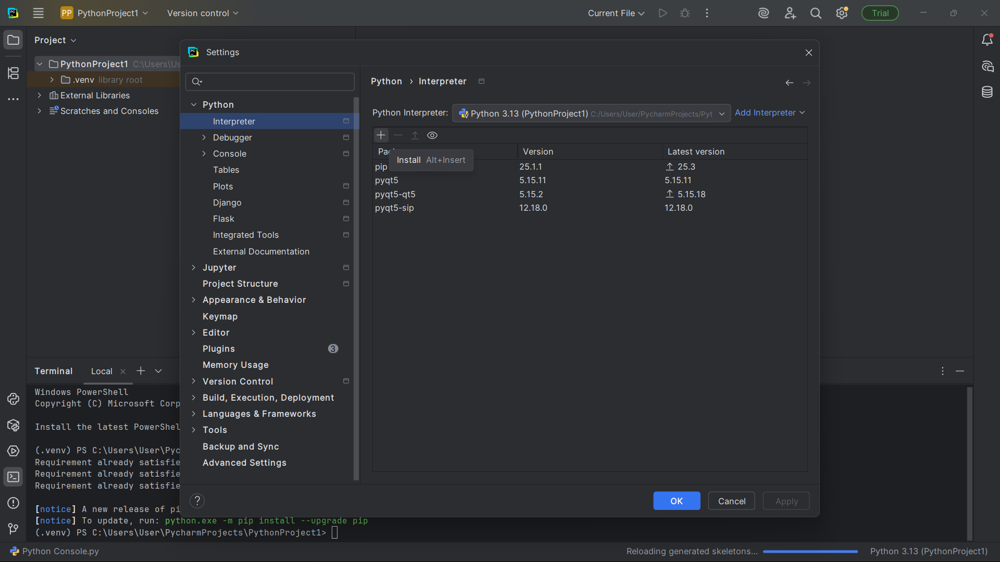 PC
PP PythonProject1
Version control
Current File
Trial
Project
PythonProject1 C:\Users\Us
.venv library root
External Libraries
Scratches and Consoles
PC Settings
Python
Interpreter
Debugger
Console
Tables
Plots
Django
Flask
Integrated Tools
External Documentation
Jupyter
Project Structure
Appearance & Behavior
Keymap
Editor
Plugins 3
Memory Usage
Version Control
Build, Execution, Deployment
Languages & Frameworks
Tools
Backup and Sync
Advanced Settings
Python › Interpreter
Python Interpreter: Python 3.13 (PythonProject1) C:/Users/User/PycharmProjects/Pyt
Add Interpreter
Pac Version Latest version
Install Alt+Insert
pip 25.1.1 25.3
pyqt5 5.15.11 5.15.11
pyqt5-qt5 5.15.2 5.15.18
pyqt5-sip 12.18.0 12.18.0
?
OK
Cancel
Apply
Terminal Local
Windows PowerShell
Copyright (C) Microsoft Corp
Install the latest PowerShel
(.venv) PS C:\Users\User\Pyc
Requirement already satisfie
Requirement already satisfie
Requirement already satisfie
[notice] A new release of pi
[notice] To update, run: python.exe -m pip install --upgrade pip
(.venv) PS C:\Users\User\PycharmProjects\PythonProject1>
Python Console.py
Reloading generated skeletons...
Python 3.13 (PythonProject1)